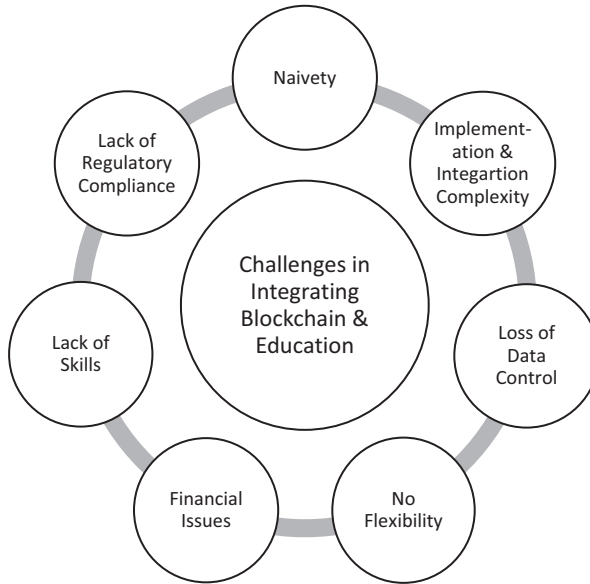 Naivety
Implement-
ation &
Integartion
Complexity
Loss of
Data
Control
No
Flexibility
Financial
Issues
Lack of
Skills
Lack of
Regulatory
Compliance
Challenges in
Integrating
Blockchain &
Education